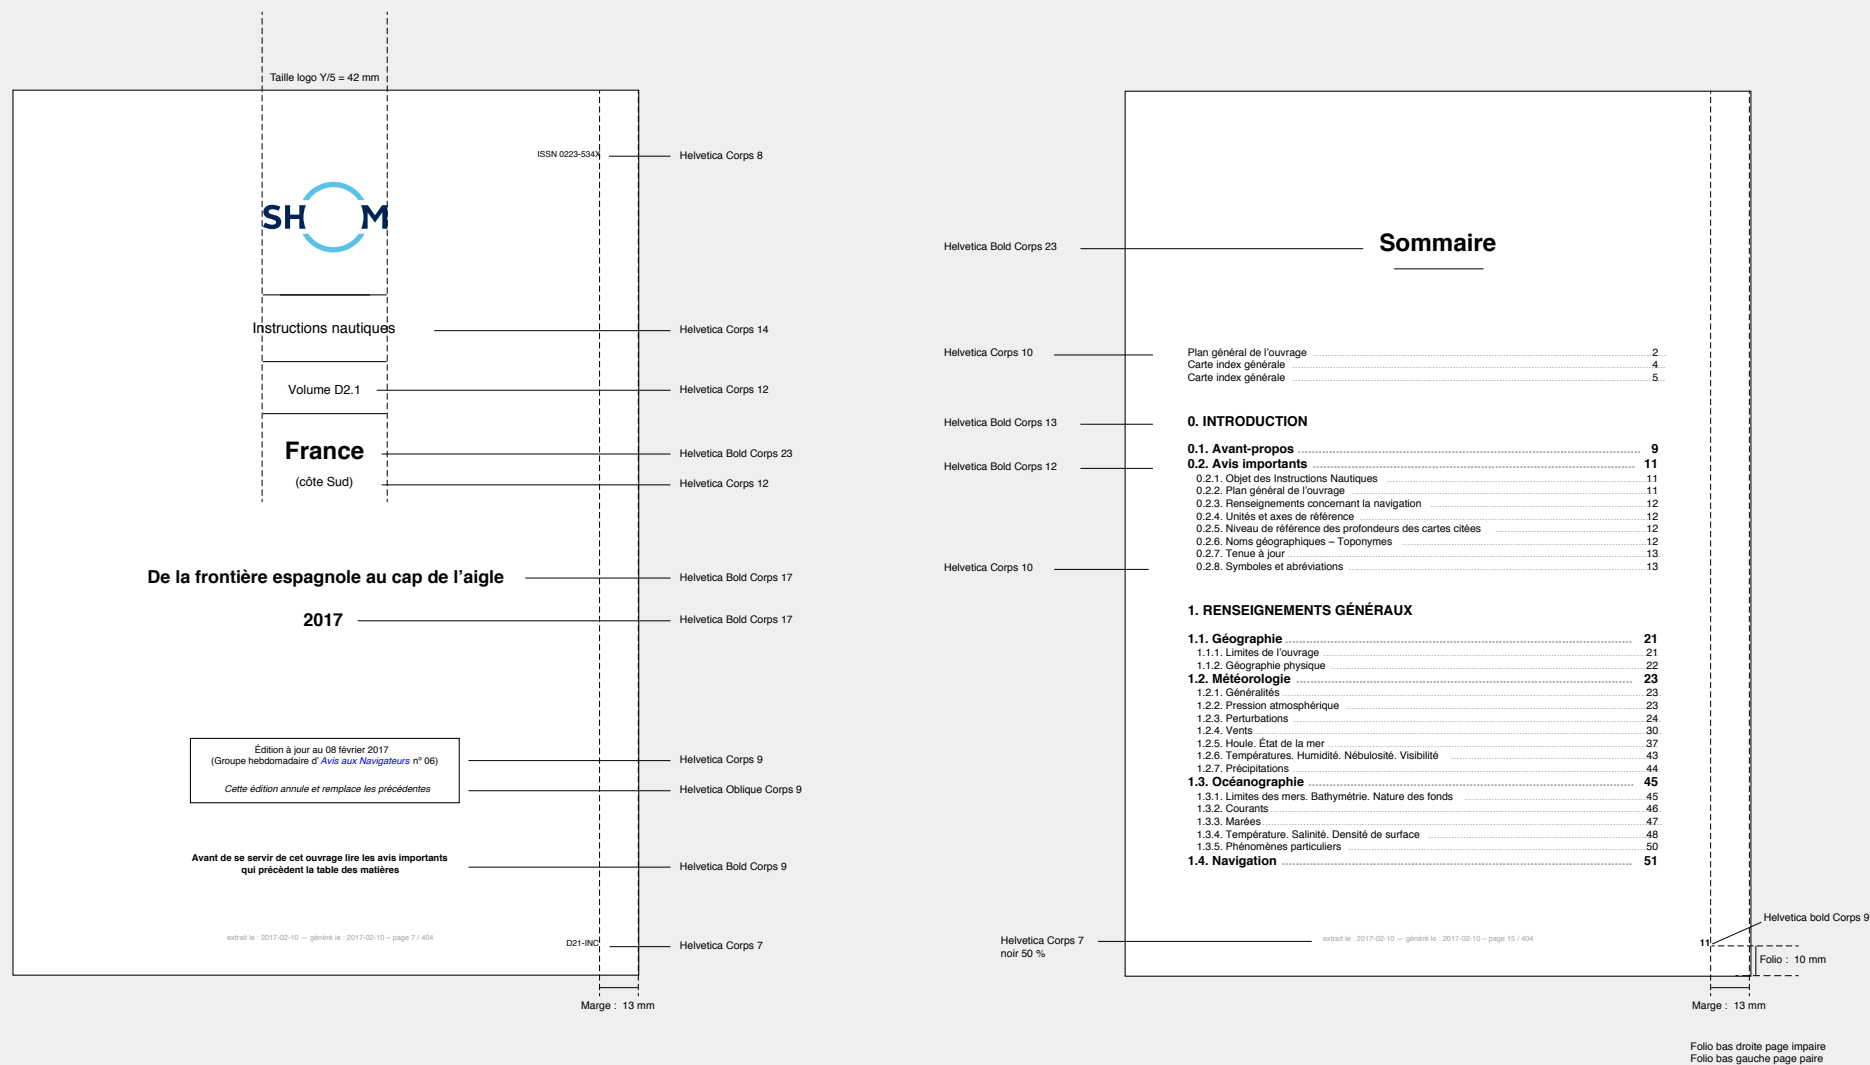 Taille logo Y/5 = 42 mm
ISSN 0223-534X
Helvetica Corps 8
SHOM
Instructions nautiques
Helvetica Corps 14
Volume D2.1
Helvetica Corps 12
France
Helvetica Bold Corps 23
(côte Sud)
Helvetica Corps 12
De la frontière espagnole au cap de l'aigle
Helvetica Bold Corps 17
2017
Helvetica Bold Corps 17
Édition à jour au 08 février 2017
(Groupe hebdomadaire d'Avis aux Navigateurs nº 06)
Helvetica Corps 9
Cette édition annule et remplace les précédentes
Helvetica Oblique Corps 9
Avant de se servir de cet ouvrage lire les avis importants
qui précèdent la table des matières
Helvetica Bold Corps 9
extrait le : 2017-02-10 — généré le : 2017-02-10 – page 7 / 404
D21-INC
Helvetica Corps 7
Marge : 13 mm
Helvetica Bold Corps 23
Sommaire
Helvetica Corps 10
Plan général de l'ouvrage 2
Carte index générale 4
Carte index générale 5
Helvetica Bold Corps 13
0. INTRODUCTION
0.1. Avant-propos 9
Helvetica Bold Corps 12
0.2. Avis importants 11
0.2.1. Objet des Instructions Nautiques 11
0.2.2. Plan général de l'ouvrage 11
0.2.3. Renseignements concernant la navigation 12
0.2.4. Unités et axes de référence 12
0.2.5. Niveau de référence des profondeurs des cartes citées 12
0.2.6. Noms géographiques – Toponymes 12
0.2.7. Tenue à jour 13
Helvetica Corps 10
0.2.8. Symboles et abréviations 13
1. RENSEIGNEMENTS GÉNÉRAUX
1.1. Géographie 21
1.1.1. Limites de l'ouvrage 21
1.1.2. Géographie physique 22
1.2. Météorologie 23
1.2.1. Généralités 23
1.2.2. Pression atmosphérique 23
1.2.3. Perturbations 24
1.2.4. Vents 30
1.2.5. Houle. État de la mer 37
1.2.6. Températures. Humidité. Nébulosité. Visibilité 43
1.2.7. Précipitations 44
1.3. Océanographie 45
1.3.1. Limites des mers. Bathymétrie. Nature des fonds 45
1.3.2. Courants 46
1.3.3. Marées 47
1.3.4. Température. Salinité. Densité de surface 48
1.3.5. Phénomènes particuliers 50
1.4. Navigation 51
Helvetica bold Corps 9
Helvetica Corps 7
noir 50 %
extrait le : 2017-02-10 — généré le : 2017-02-10 – page 15 / 404
11
Folio : 10 mm
Marge : 13 mm
Folio bas droite page impaire
Folio bas gauche page paire